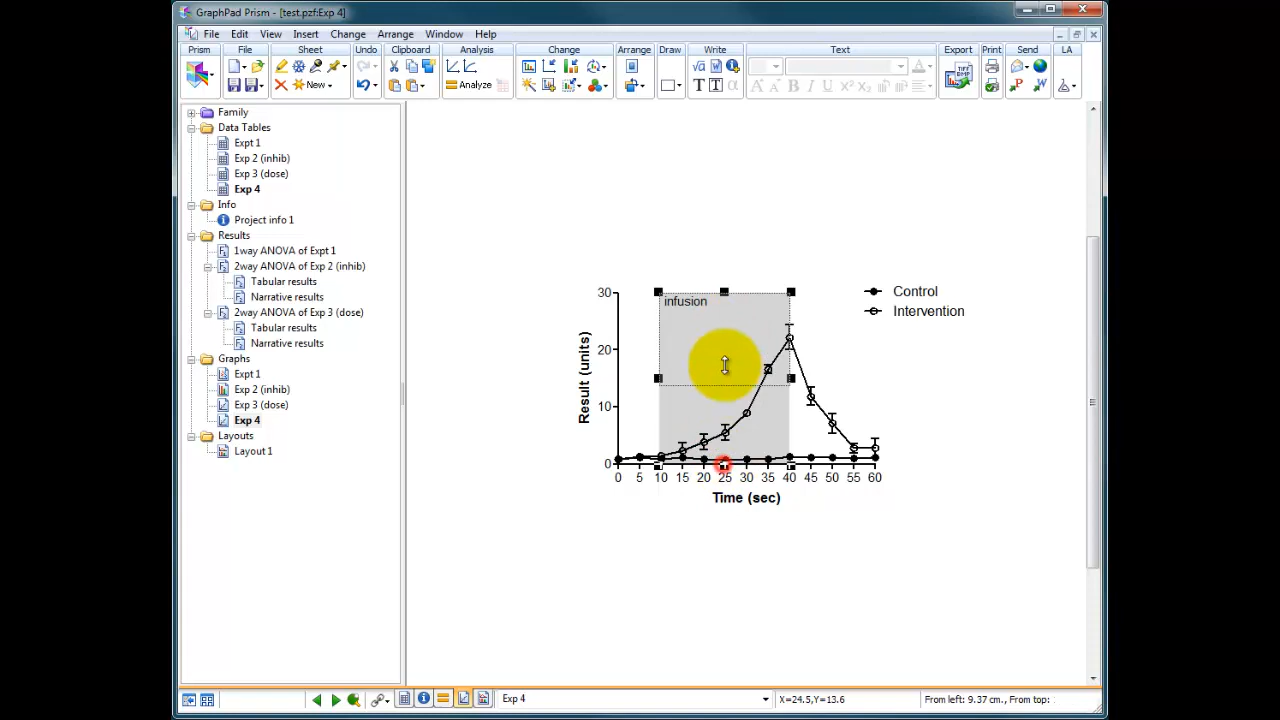 GraphPad Prism - [test.pzf:Exp 4]
File Edit View Insert Change Arrange Window Help
Prism File Sheet Undo Clipboard Analysis Change Arrange Draw Write Text Export Print Send LA
New
Analyze
Family
Data Tables
Expt 1
Exp 2 (inhib)
Exp 3 (dose)
Exp 4
Info
Project info 1
Results
1way ANOVA of Expt 1
2way ANOVA of Exp 2 (inhib)
Tabular results
Narrative results
2way ANOVA of Exp 3 (dose)
Tabular results
Narrative results
Graphs
Expt 1
Exp 2 (inhib)
Exp 3 (dose)
Exp 4
Layouts
Layout 1
infusion
Control
Intervention
30
20
10
0
Result (units)
0 5 10 15 20 25 30 35 40 45 50 55 60
Time (sec)
Exp 4
X=24.5,Y=13.6
From left: 9.37 cm., From top: